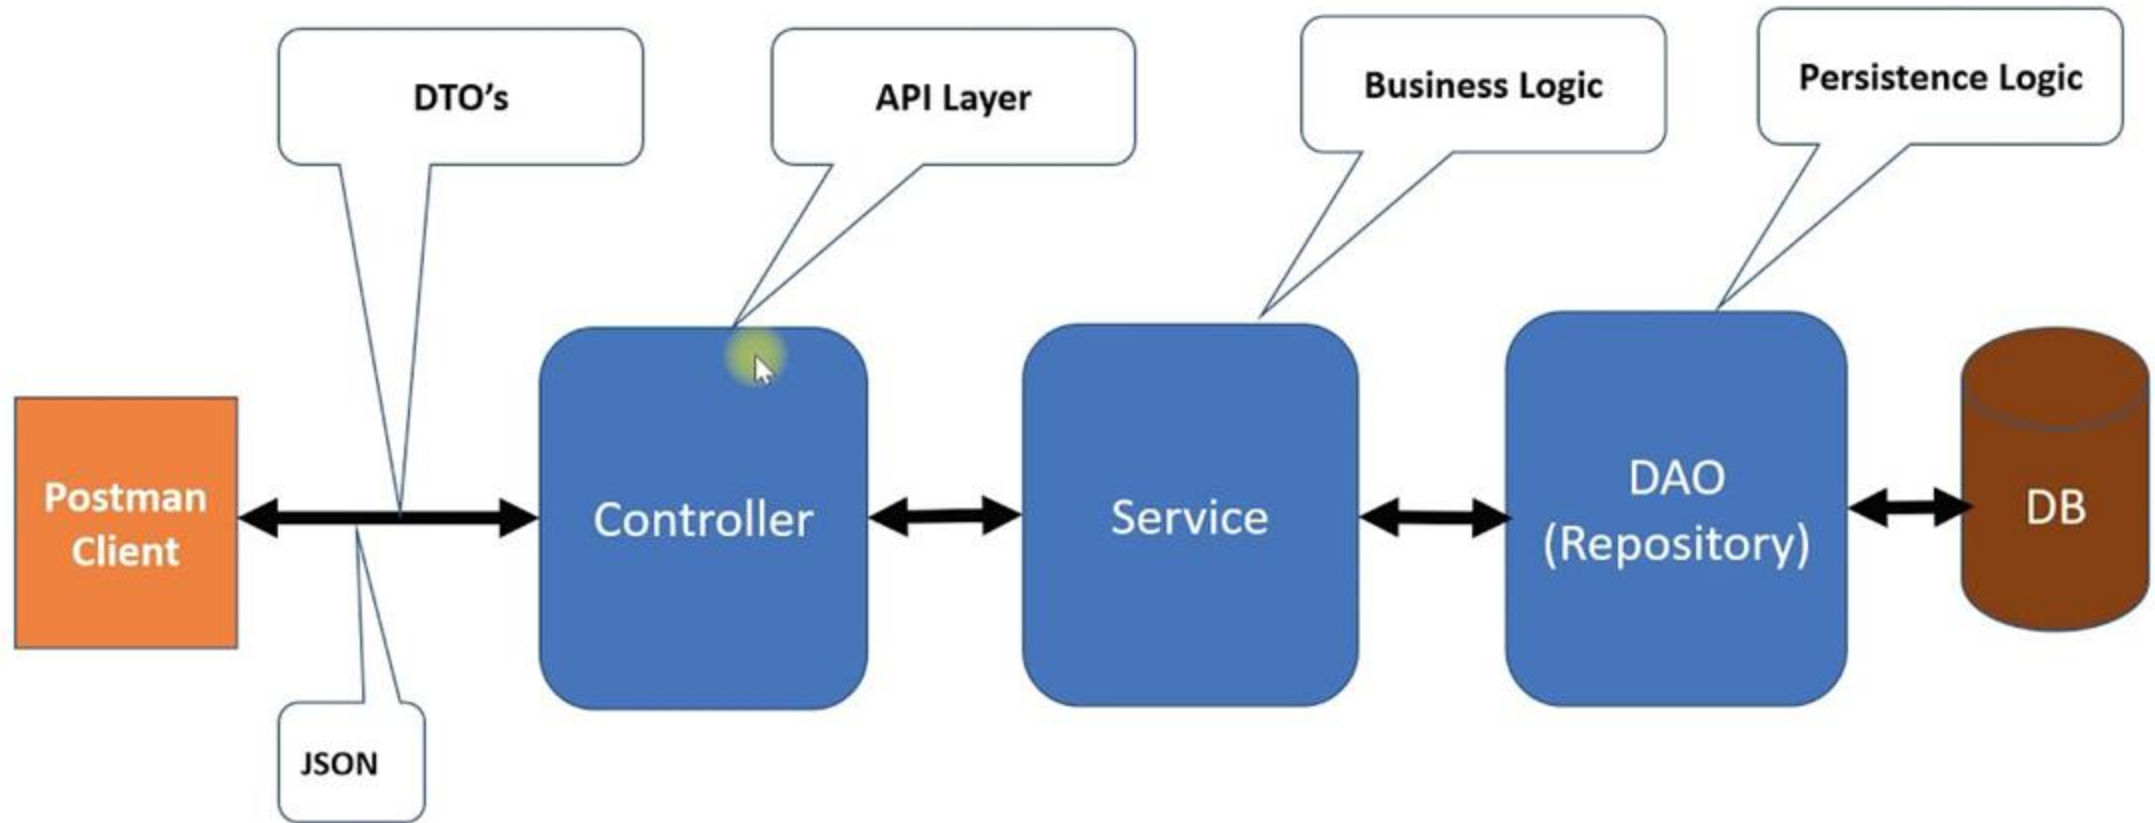 DTO’s
API Layer
Business Logic
Persistence Logic
Postman
Client
Controller
Service
DAO
(Repository)
DB
JSON